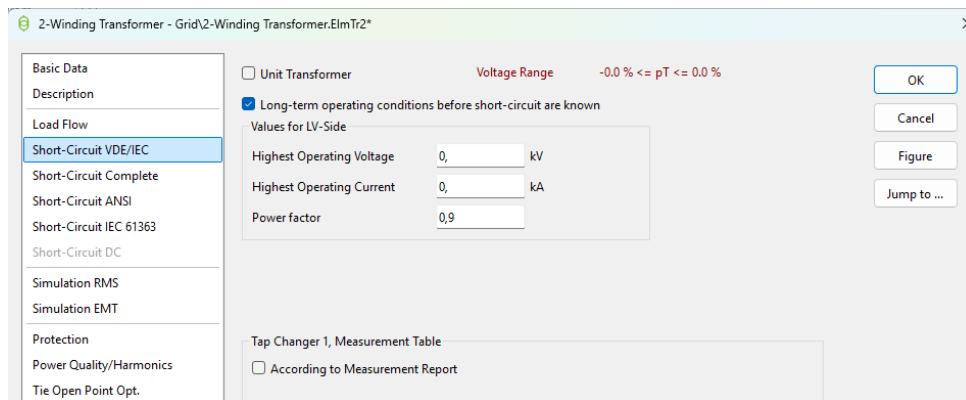 2-Winding Transformer - Grid\2-Winding Transformer.ElmTr2*
Basic Data
Description
Load Flow
Short-Circuit VDE/IEC
Short-Circuit Complete
Short-Circuit ANSI
Short-Circuit IEC 61363
Short-Circuit DC
Simulation RMS
Simulation EMT
Protection
Power Quality/Harmonics
Tie Open Point Opt.
Unit Transformer
Voltage Range -0.0 % <= pT <= 0.0 %
Long-term operating conditions before short-circuit are known
Values for LV-Side
Highest Operating Voltage 0, kV
Highest Operating Current 0, kA
Power factor 0,9
Tap Changer 1, Measurement Table
According to Measurement Report
OK
Cancel
Figure
Jump to ...